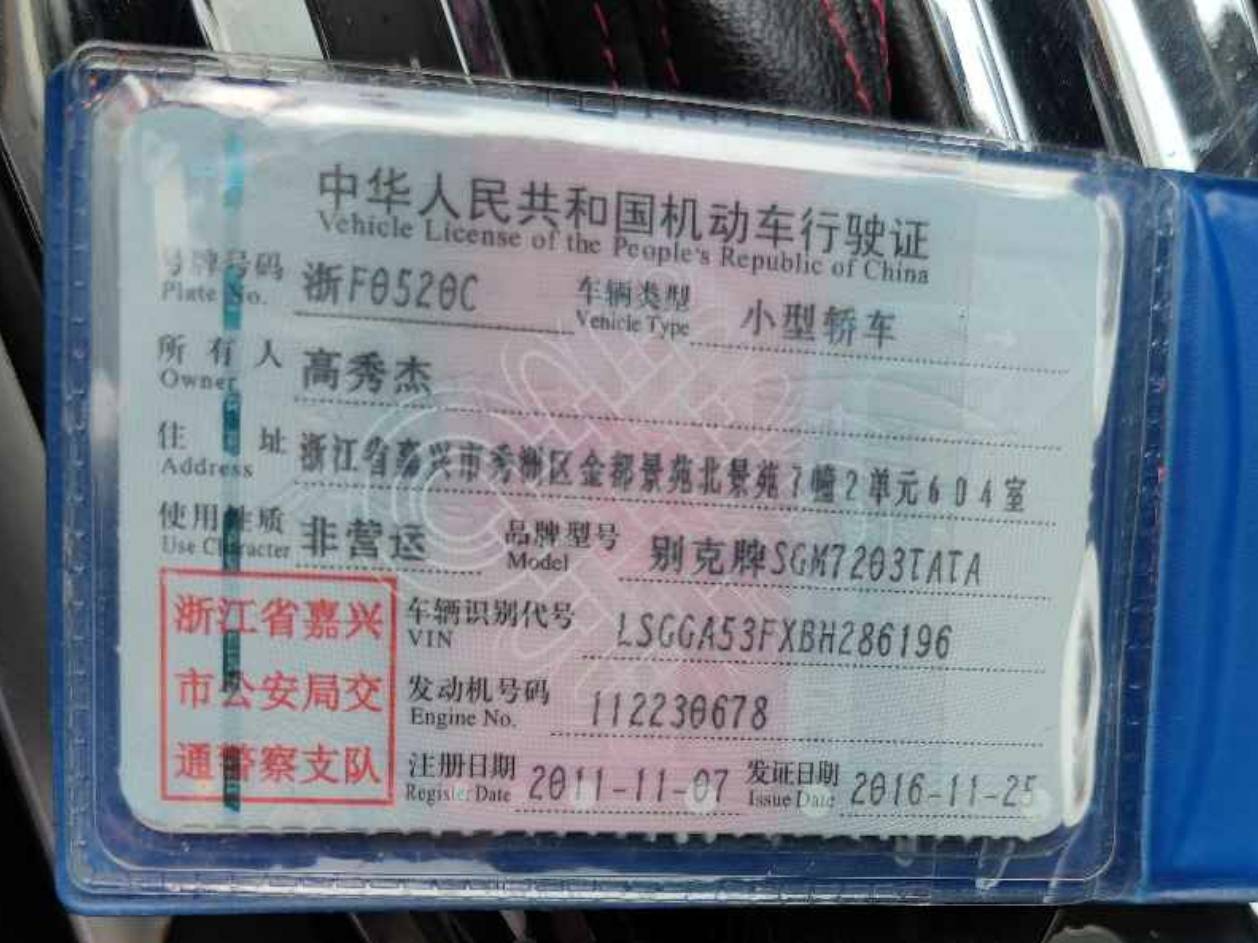 中华人民共和国机动车行驶证
Vehicle License of the People's Republic of China
号牌号码 浙F0520C 车辆类型 小型轿车
Plate No. Vehicle Type
所有人 高秀杰
Owner
住址 浙江省嘉兴市秀洲区金都景苑北景苑7幢2单元604室
Address
使用性质 非营运 品牌型号 别克牌SGM7203TATA
Use Character Model
浙江省嘉兴
市公安局交
通警察支队
车辆识别代号 LSGGA53FXBH286196
VIN
发动机号码 112230678
Engine No.
注册日期 2011-11-07 发证日期 2016-11-25
Register Date Issue Date